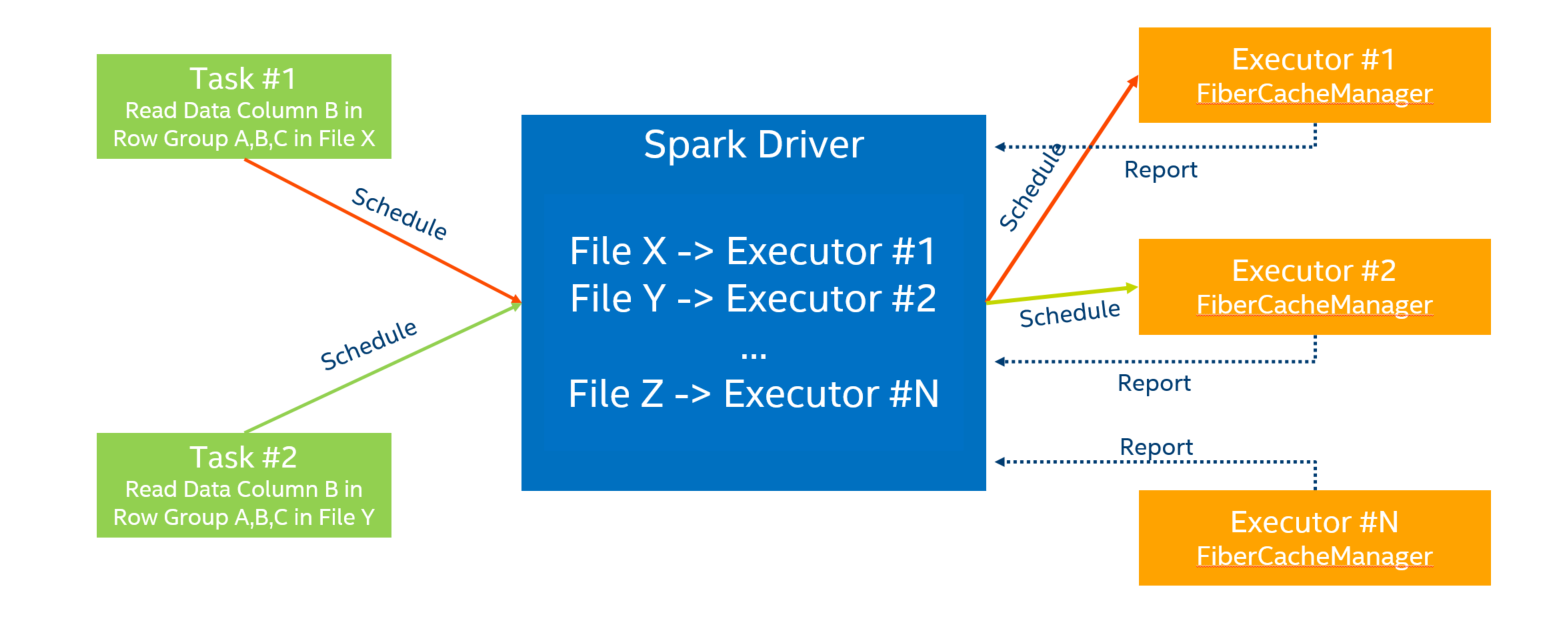 Task #1
Read Data Column B in
Row Group A,B,C in File X
Schedule
Schedule
Task #2
Read Data Column B in
Row Group A,B,C in File Y
Spark Driver
File X -> Executor #1
File Y -> Executor #2
...
File Z -> Executor #N
Schedule
Schedule
Executor #1
FiberCacheManager
Report
Executor #2
FiberCacheManager
Report
Report
Executor #N
FiberCacheManager